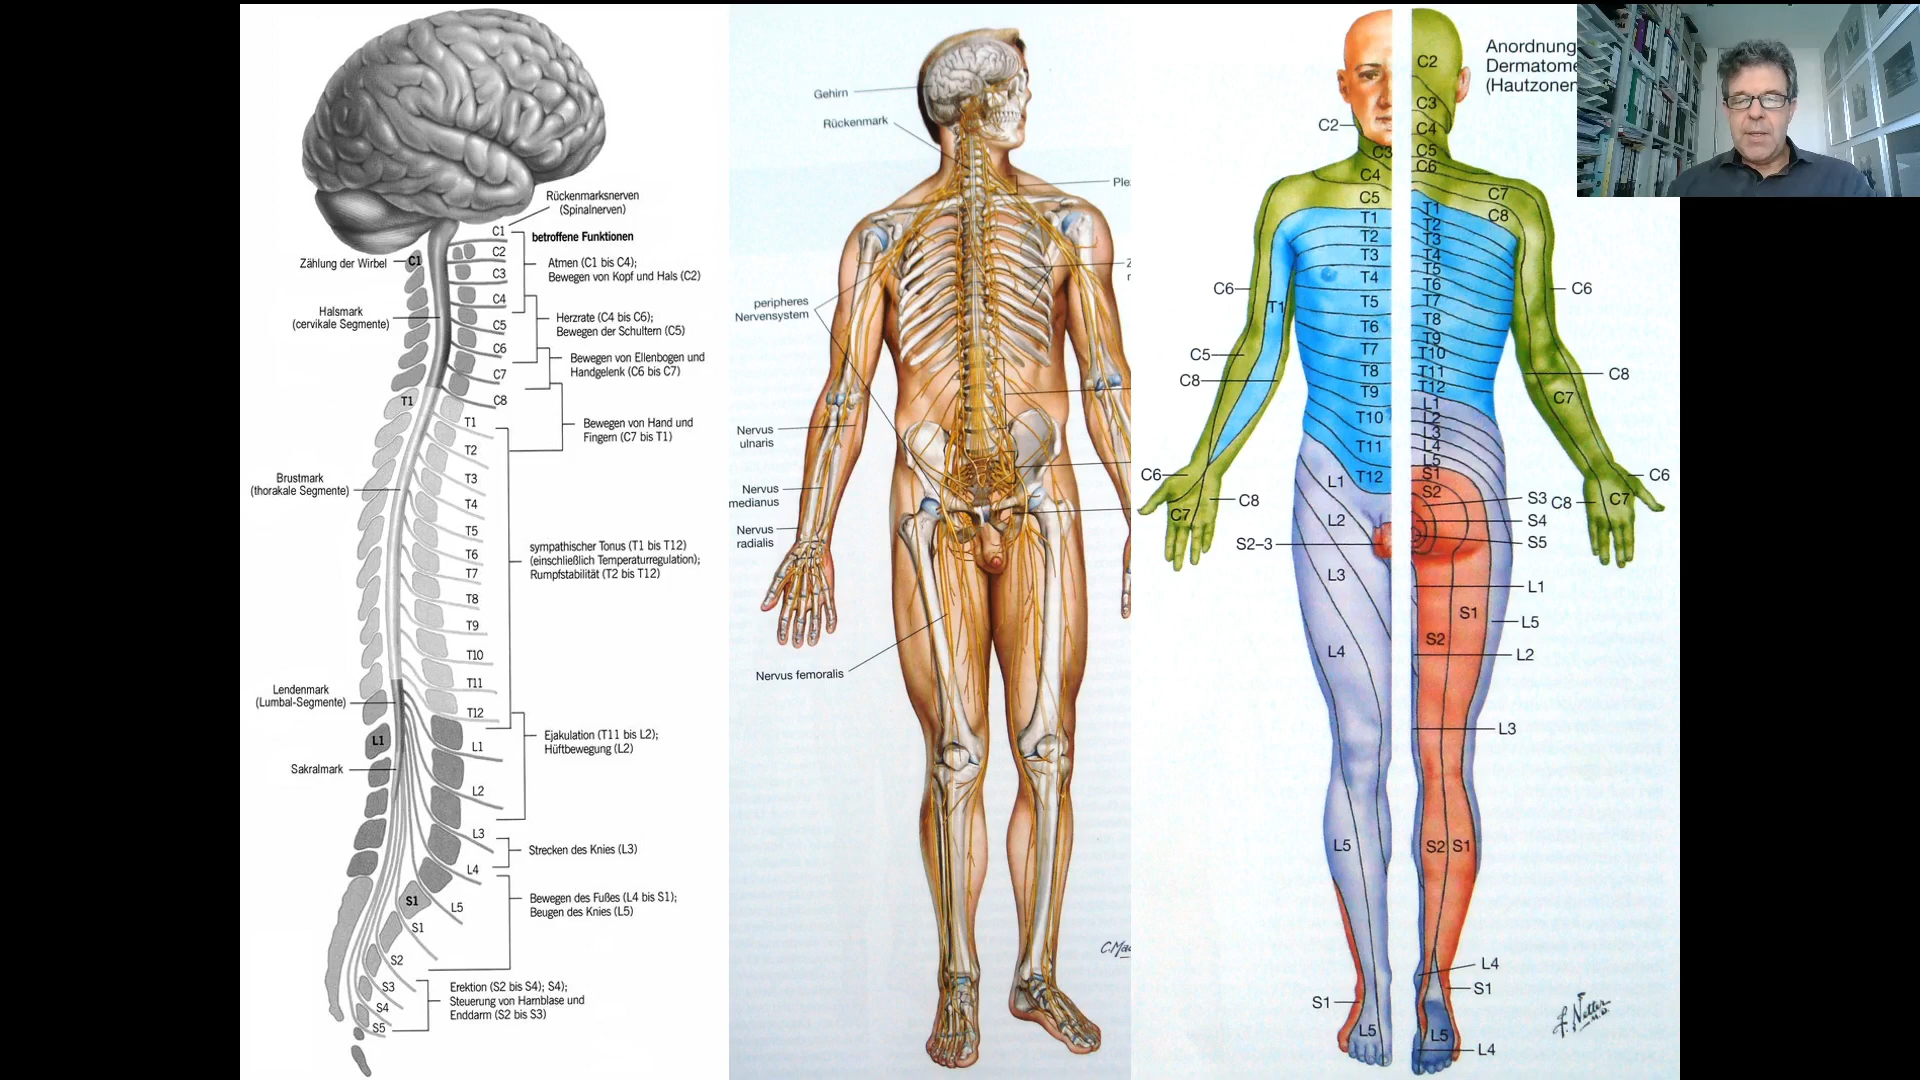 Rückenmarksnerven
(Spinalnerven)
betroffene Funktionen
Zählung der Wirbel
C1
C1
C2
C3
C4
C5
C6
C7
C8
Atmen (C1 bis C4);
Bewegen von Kopf und Hals (C2)
Halsmark
(cervikale Segmente)
Herzrate (C4 bis C6);
Bewegen der Schultern (C5)
Bewegen von Ellenbogen und
Handgelenk (C6 bis C7)
T1
Bewegen von Hand und
Fingern (C7 bis T1)
T1
T2
T3
T4
T5
T6
T7
T8
T9
T10
T11
T12
Brustmark
(thorakale Segmente)
sympathischer Tonus (T1 bis T12)
(einschließlich Temperaturregulation);
Rumpfstabilität (T2 bis T12)
Lendenmark
(Lumbal-Segmente)
L1
Sakralmark
L1
L2
L3
L4
L5
Ejakulation (T11 bis L2);
Hüftbewegung (L2)
Strecken des Knies (L3)
Bewegen des Fußes (L4 bis S1);
Beugen des Knies (L5)
S1
S1
S2
S3
S4
S5
Erektion (S2 bis S4); S4);
Steuerung von Harnblase und
Enddarm (S2 bis S3)
Gehirn
Rückenmark
Ple
peripheres
Nervensystem
Nervus
ulnaris
Nervus
medianus
Nervus
radialis
Nervus femoralis
Anordnung
Dermatome
(Hautzonen
C2
C3
C4
C5
T1
T2
T3
T4
T5
T6
T7
T8
T9
T10
T11
T12
C6
T1
C5
C8
C6
C8
C7
L1
L2
S2–3
L3
L4
L5
S1
L5
C2
C3
C4
C5
C6
C7
C8
T1
T2
T3
T4
T5
T6
T7
T8
T9
T10
T11
T12
L1
L2
L3
L4
L5
S1
S2
C6
C8
C7
C6
C7
C8
S3
S4
S5
L1
S1
L5
S2
L2
L3
S2
S1
L4
S1
L5
L4
F. Netter
M.D.